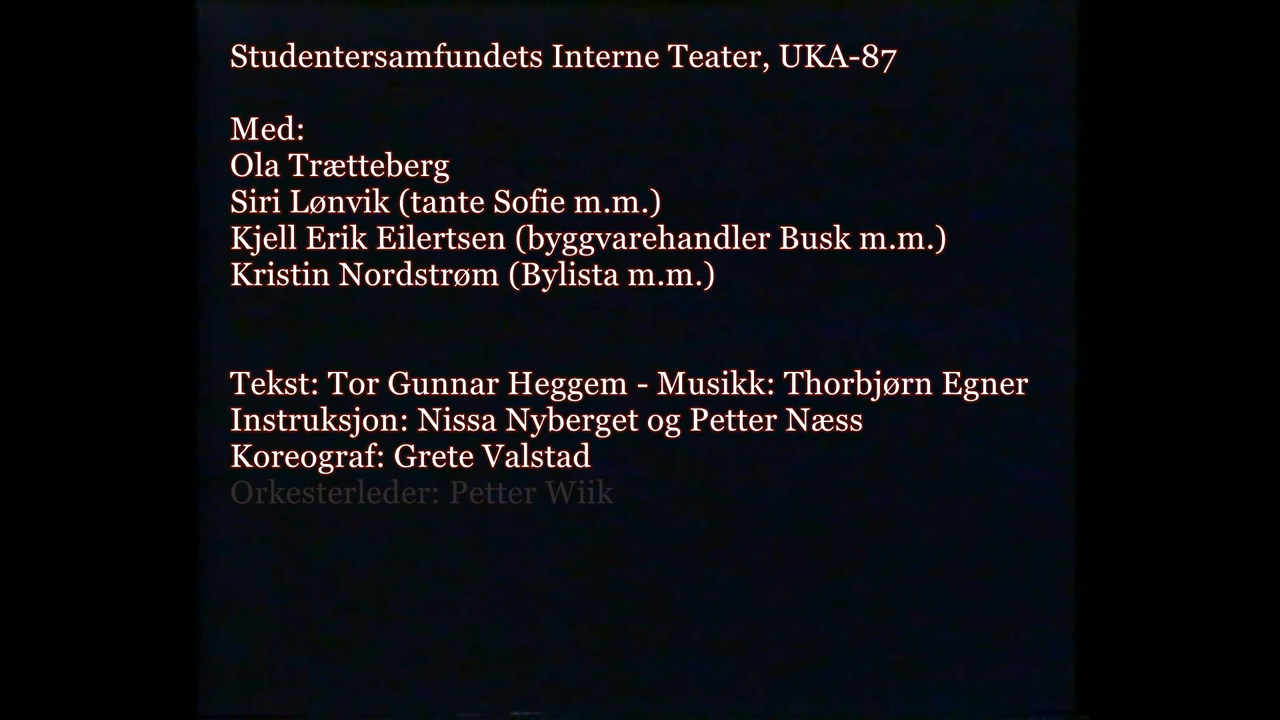 Studentersamfundets Interne Teater, UKA-87
Med:
Ola Trætteberg
Siri Lønvik (tante Sofie m.m.)
Kjell Erik Eilertsen (byggvarehandler Busk m.m.)
Kristin Nordstrøm (Bylista m.m.)
Tekst: Tor Gunnar Heggem - Musikk: Thorbjørn Egner
Instruksjon: Nissa Nyberget og Petter Næss
Koreograf: Grete Valstad
Orkesterleder: Petter Wiik